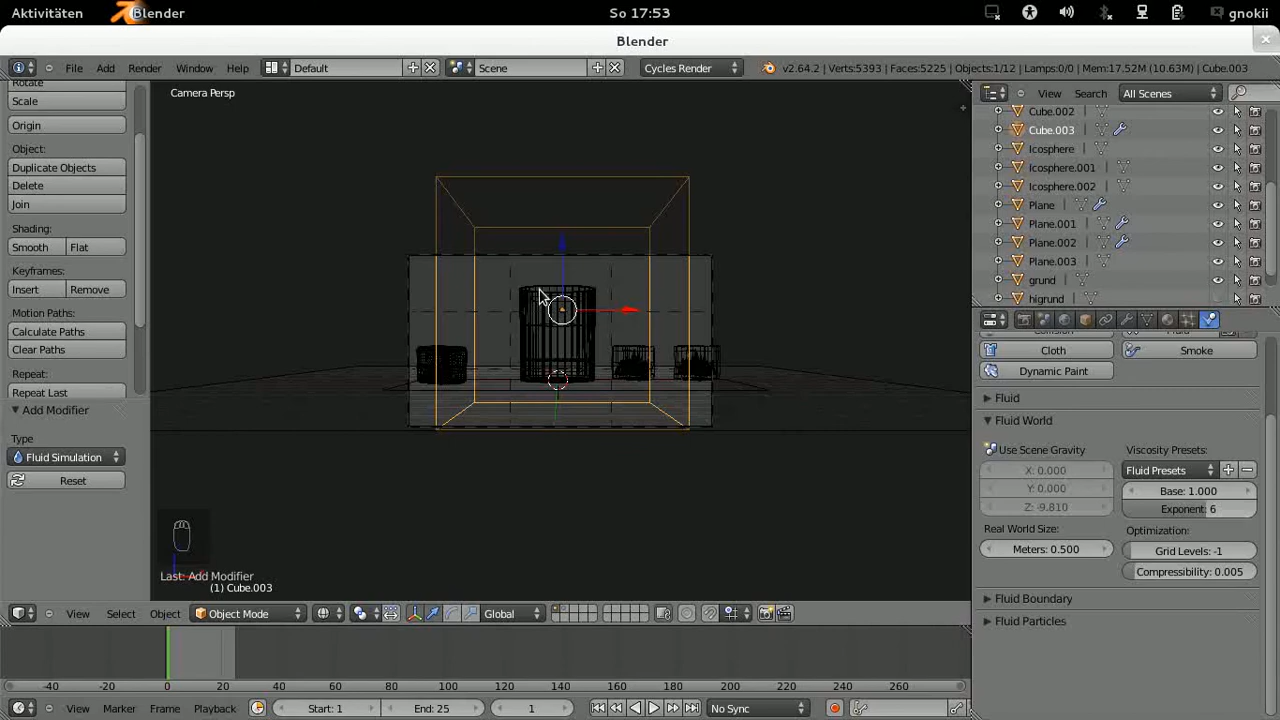 Aktivitäten Blender So 17:53 gnokii
Blender
File Add Render Window Help Default Scene Cycles Render v2.64.2 | Verts:5393 | Faces:5225 | Objects:1/12 | Lamps:0/0 | Mem:17.52M (10.63M) | Cube.003
Rotate
Scale
Origin
Object:
Duplicate Objects
Delete
Join
Shading:
Smooth Flat
Keyframes:
Insert Remove
Motion Paths:
Calculate Paths
Clear Paths
Repeat:
Repeat Last
Add Modifier
Type
Fluid Simulation
Reset
Camera Persp
Last: Add Modifier
(1) Cube.003
View Select Object Object Mode Global
View Search All Scenes
Cube.002
Cube.003
Icosphere
Icosphere.001
Icosphere.002
Plane
Plane.001
Plane.002
Plane.003
grund
higrund
Collision Fluid
Cloth Smoke
Dynamic Paint
Fluid
Fluid World
Use Scene Gravity Viscosity Presets:
X: 0.000 Fluid Presets
Y: 0.000 Base: 1.000
Z: -9.810 Exponent: 6
Real World Size: Optimization:
Meters: 0.500 Grid Levels: -1
Compressibility: 0.005
Fluid Boundary
Fluid Particles
-40 -20 0 20 40 60 80 100 120 140 160 180 200 220 240 260
View Marker Frame Playback Start: 1 End: 25 1 No Sync